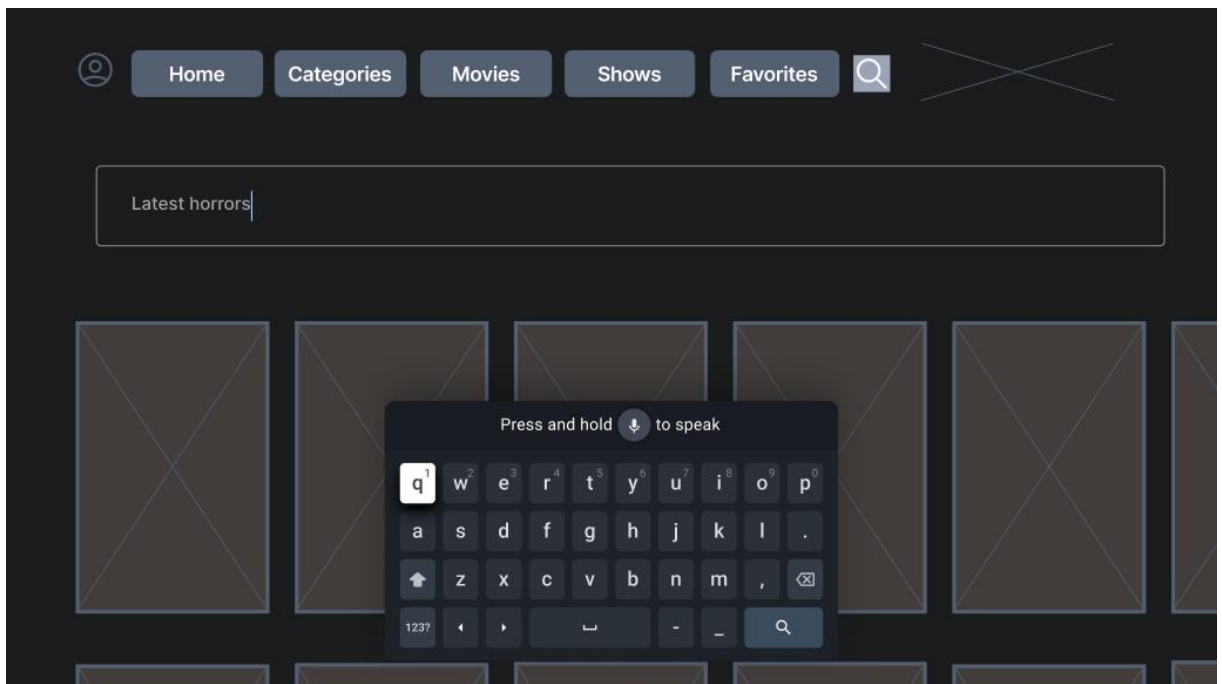 Home Categories Movies Shows Favorites
Latest horrors
Press and hold to speak
q1 w2 e3 r4 t5 y6 u7 i8 o9 p0
a s d f g h j k l .
z x c v b n m ,
123? - _